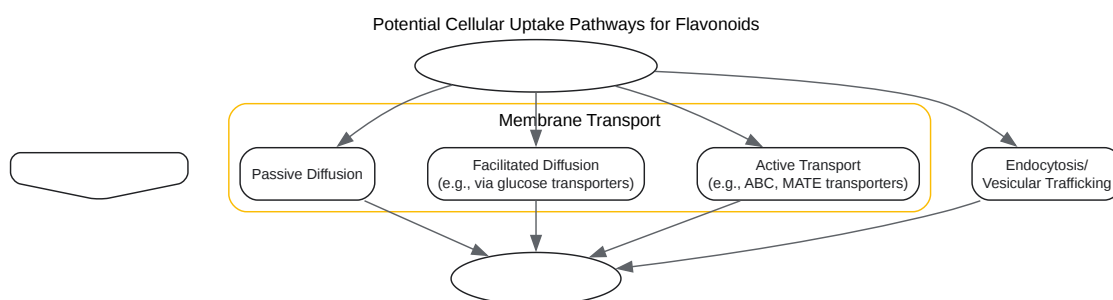 Potential Cellular Uptake Pathways for Flavonoids
Membrane Transport
Passive Diffusion
Facilitated Diffusion
(e.g., via glucose transporters)
Active Transport
(e.g., ABC, MATE transporters)
Endocytosis/
Vesicular Trafficking